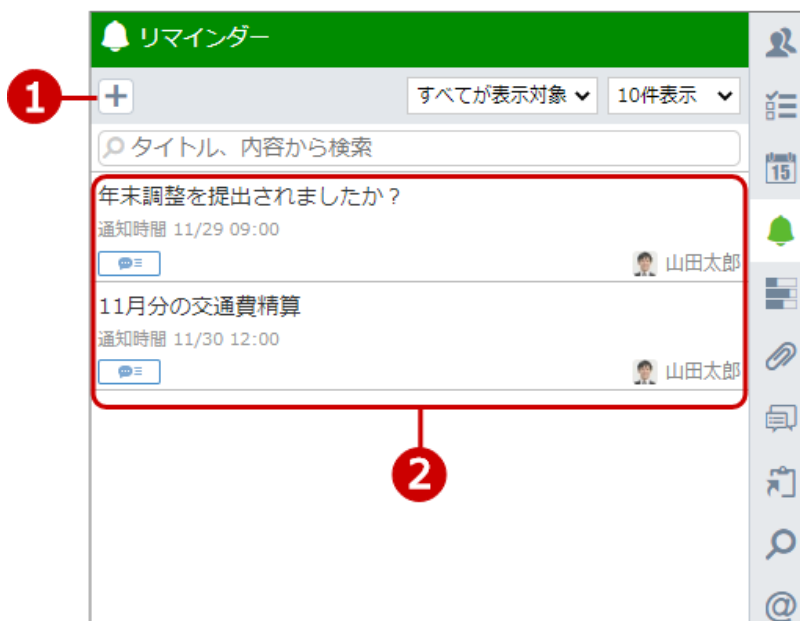 リマインダー
1
すべてが表示対象 10件表示
タイトル、内容から検索
15
年末調整を提出されましたか？
通知時間 11/29 09:00
山田太郎
11月分の交通費精算
通知時間 11/30 12:00
山田太郎
2
@